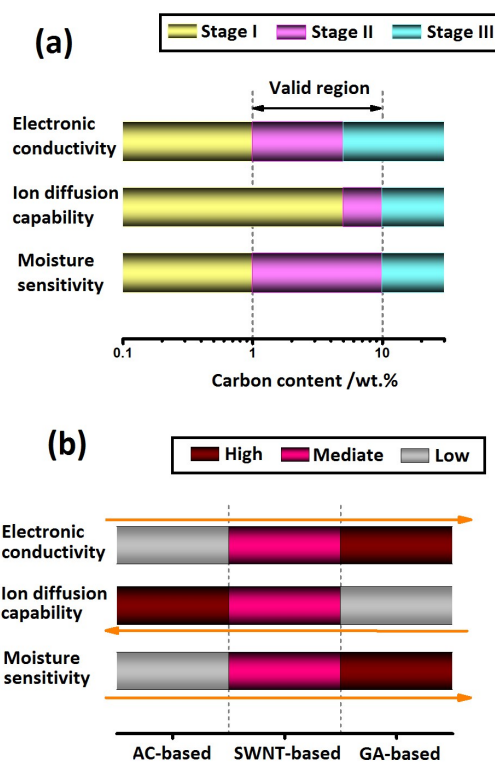 (a)
Stage I Stage II Stage III
Valid region
Electronic
conductivity
Ion diffusion
capability
Moisture
sensitivity
0.1 1 10
Carbon content /wt.%
(b)
High Mediate Low
Electronic
conductivity
Ion diffusion
capability
Moisture
sensitivity
AC-based SWNT-based GA-based